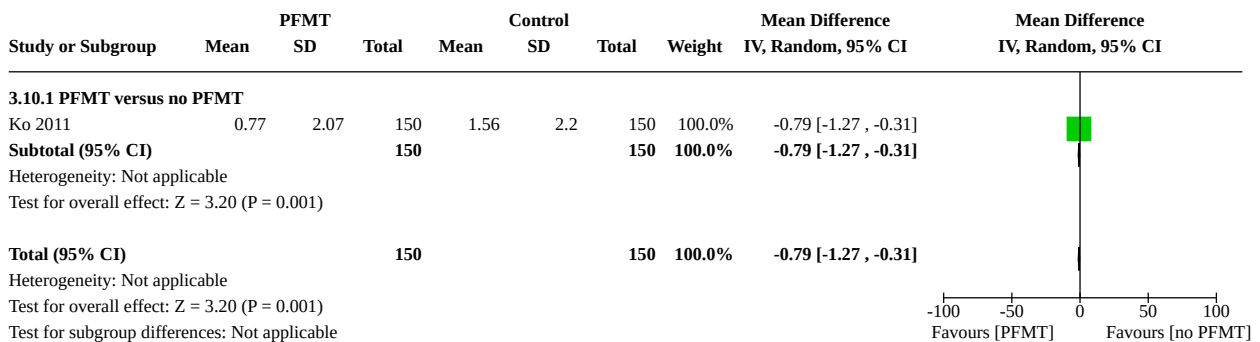 PFMT Control Mean Difference Mean Difference
Study or Subgroup Mean SD Total Mean SD Total Weight IV, Random, 95% CI IV, Random, 95% CI
3.10.1 PFMT versus no PFMT
Ko 2011 0.77 2.07 150 1.56 2.2 150 100.0% -0.79 [-1.27 , -0.31]
Subtotal (95% CI) 150 150 100.0% -0.79 [-1.27 , -0.31]
Heterogeneity: Not applicable
Test for overall effect: Z = 3.20 (P = 0.001)
Total (95% CI) 150 150 100.0% -0.79 [-1.27 , -0.31]
Heterogeneity: Not applicable
Test for overall effect: Z = 3.20 (P = 0.001)
-100 -50 0 50 100
Test for subgroup differences: Not applicable Favours [PFMT] Favours [no PFMT]